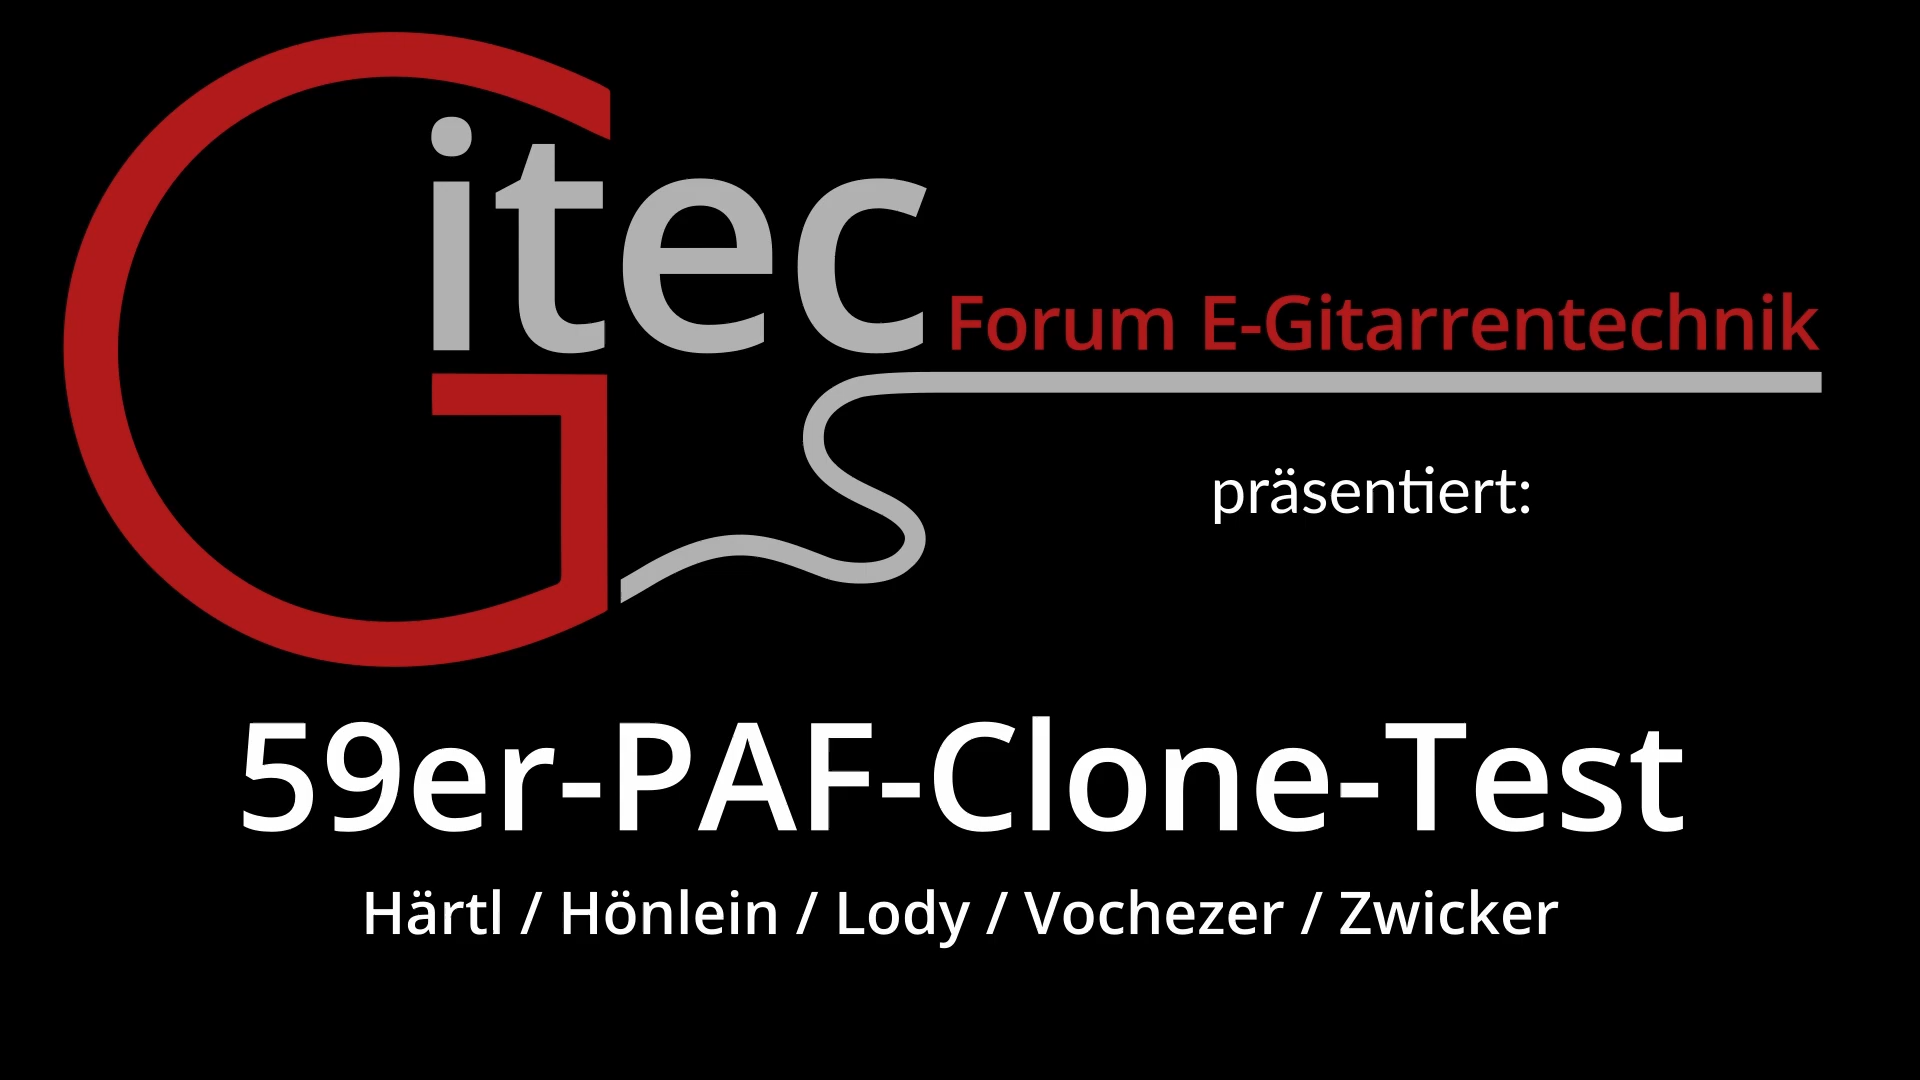 Gitec
Forum E-Gitarrentechnik
präsentiert:
59er-PAF-Clone-Test
Härtl / Hönlein / Lody / Vochezer / Zwicker